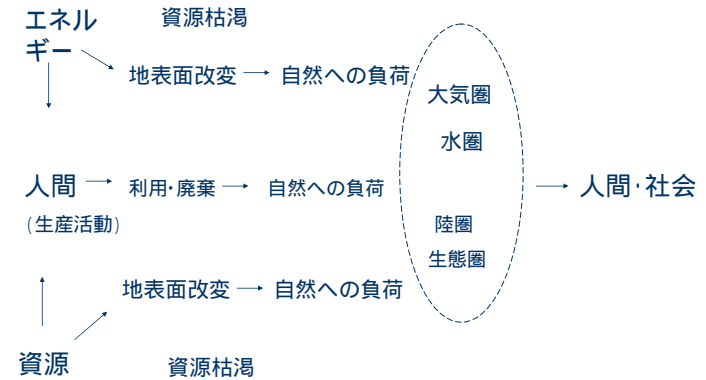 エネル
ギー
資源枯渇
地表面改変
自然への負荷
大気圏
水圏
人間
(生産活動)
利用・廃棄
自然への負荷
人間・社会
陸圏
生態圏
地表面改変
自然への負荷
資源
資源枯渇